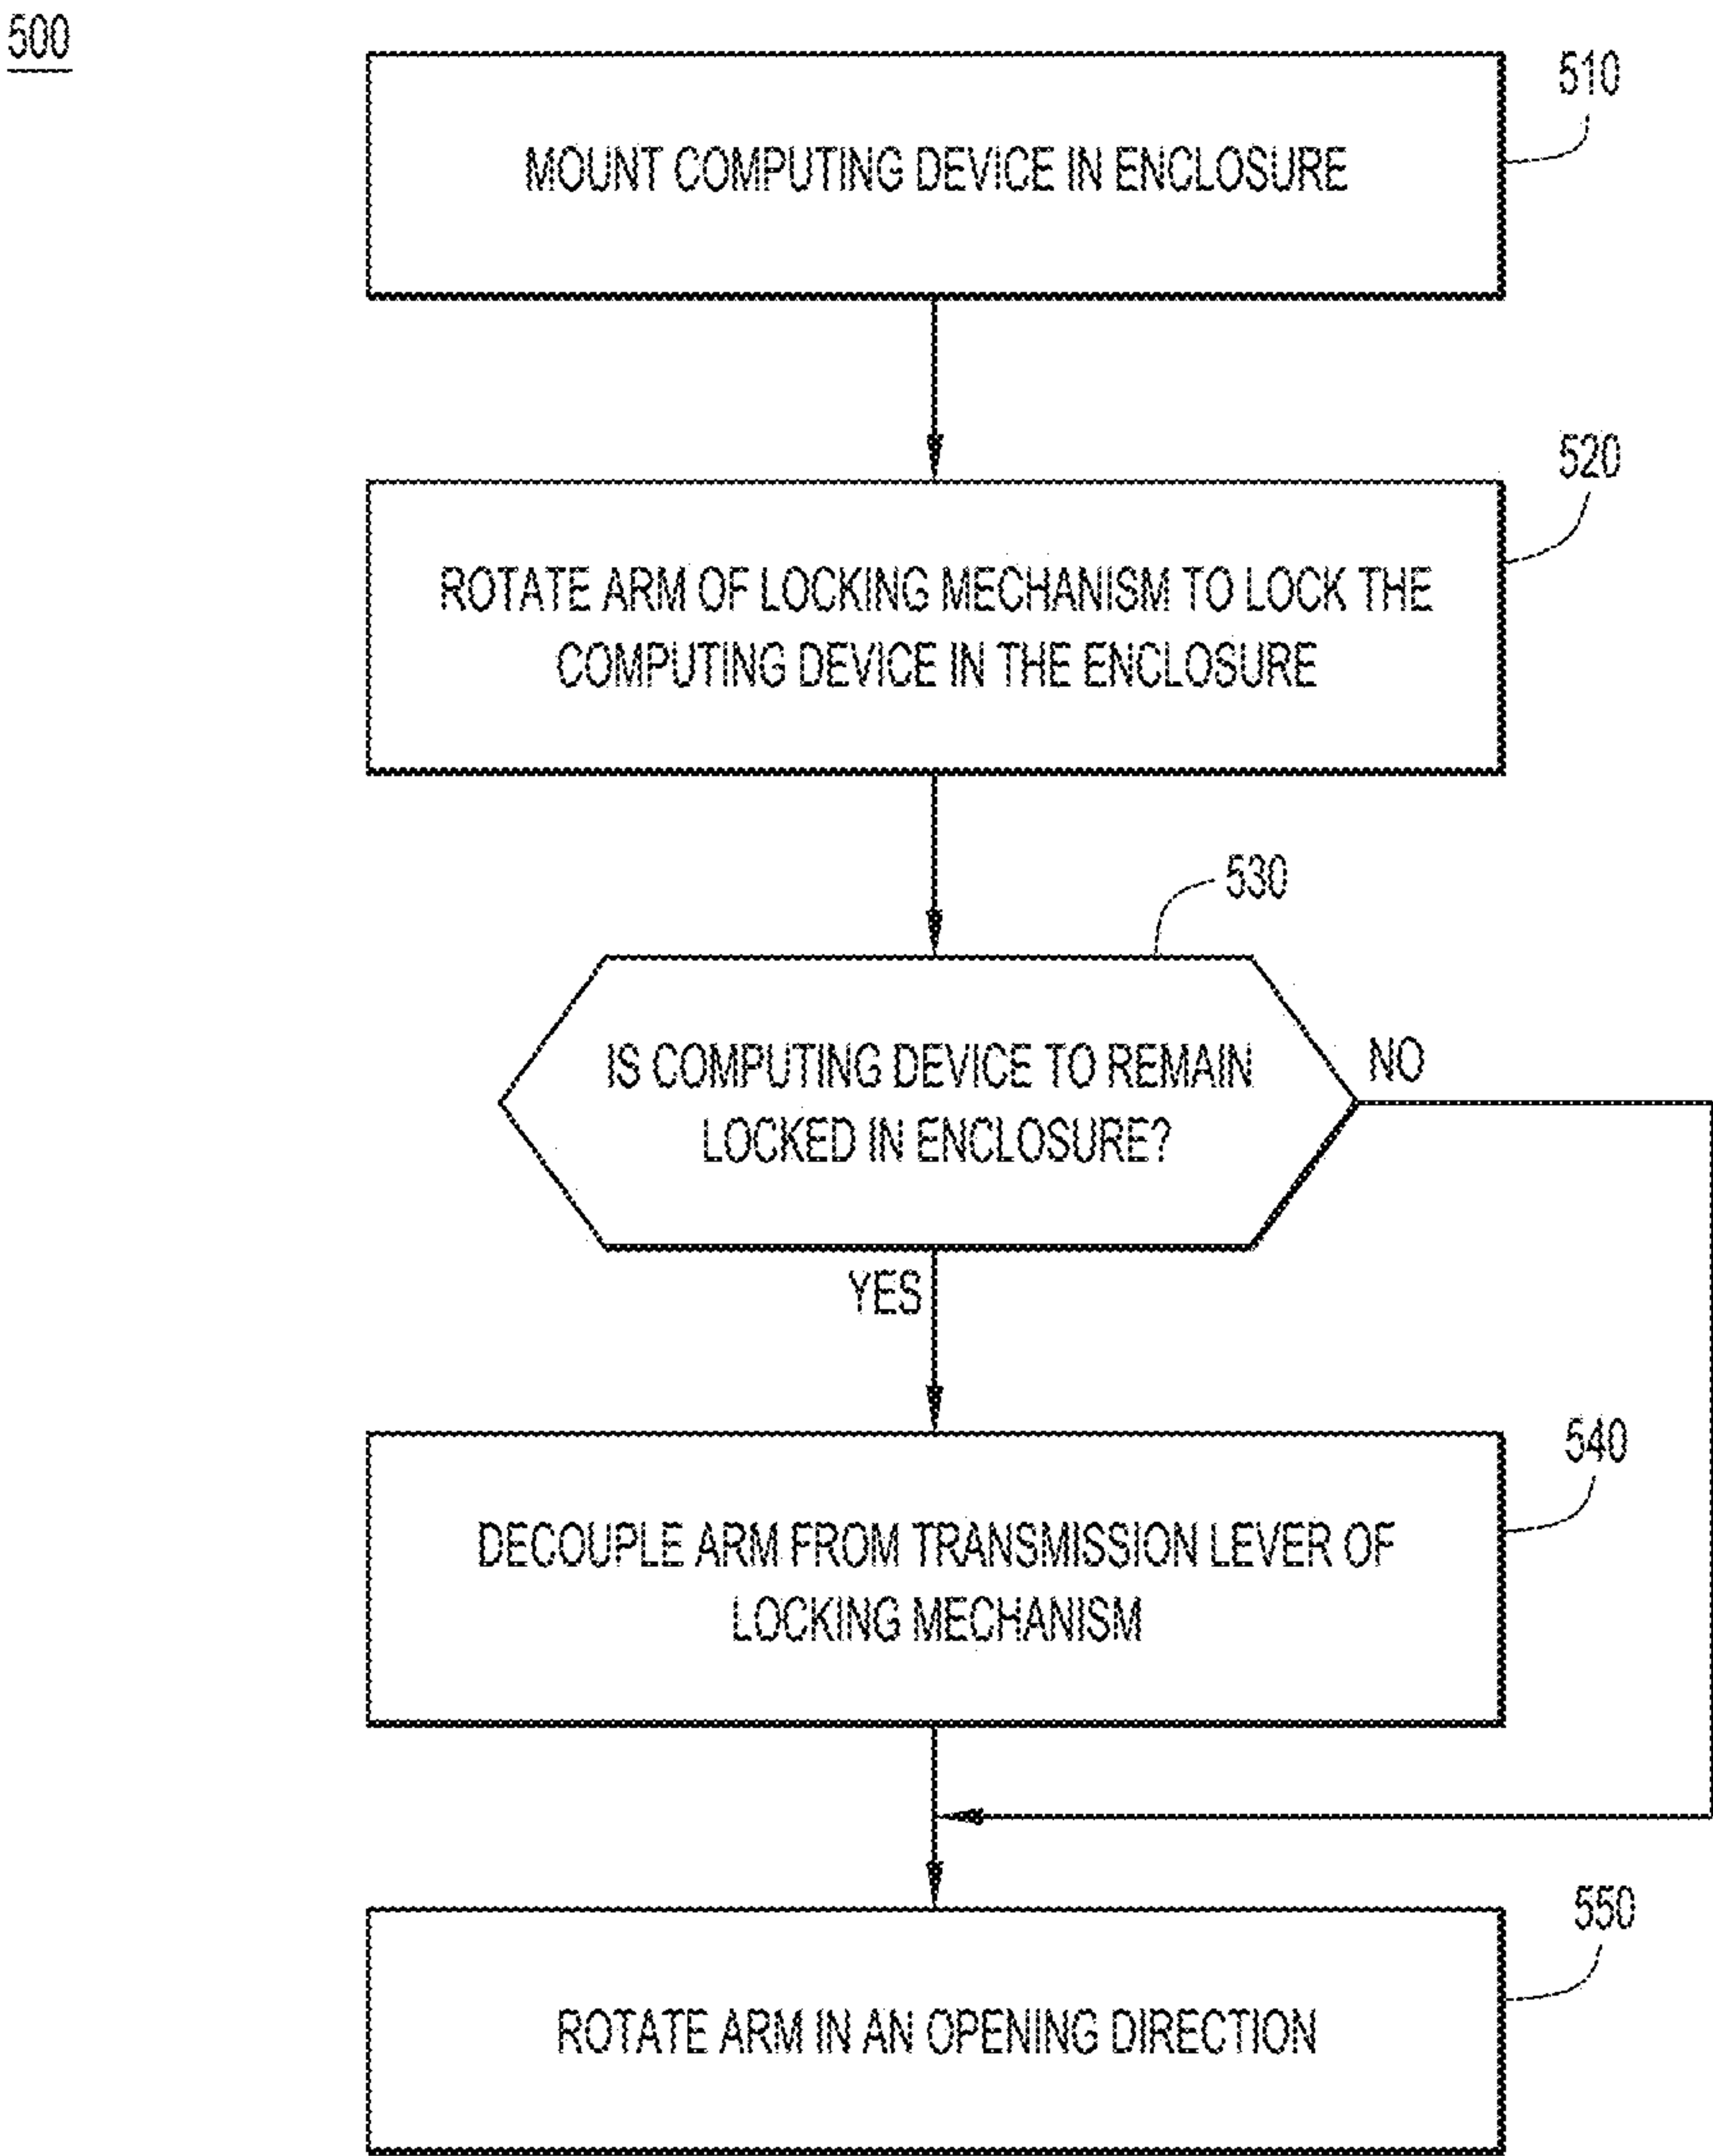 500
510
MOUNT COMPUTING DEVICE IN ENCLOSURE
520
ROTATE ARM OF LOCKING MECHANISM TO LOCK THE
COMPUTING DEVICE IN THE ENCLOSURE
530
IS COMPUTING DEVICE TO REMAIN
LOCKED IN ENCLOSURE?
NO
YES
540
DECOUPLE ARM FROM TRANSMISSION LEVER OF
LOCKING MECHANISM
550
ROTATE ARM IN AN OPENING DIRECTION